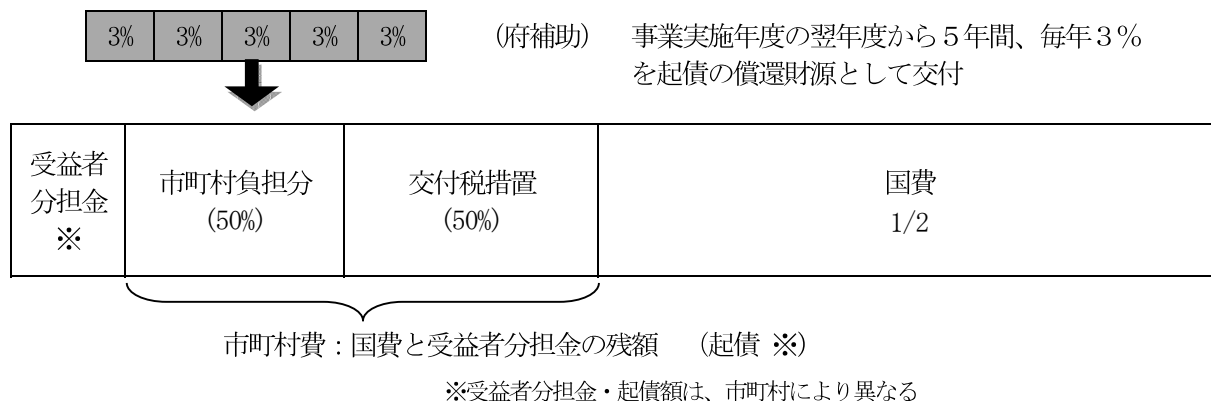 3% 3% 3% 3% 3%
(府補助) 事業実施年度の翌年度から５年間、毎年３％
を起債の償還財源として交付
受益者
分担金
※
市町村負担分
(50%)
交付税措置
(50%)
国費
1/2
市町村費：国費と受益者分担金の残額 (起債 ※)
※受益者分担金・起債額は、市町村により異なる